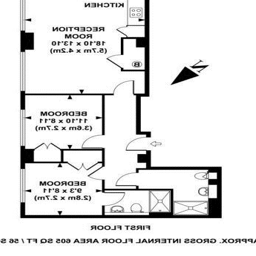 KITCHEN
RECEPTION
ROOM
18'10 x 13'10
(5.7m x 4.2m)
B
N
BEDROOM
11'10 x 8'11
(3.6m x 2.7m)
BEDROOM
9'3 x 8'11
(2.8m x 2.7m)
FIRST FLOOR
APPROX. GROSS INTERNAL FLOOR AREA 605 SQ FT / 56 S